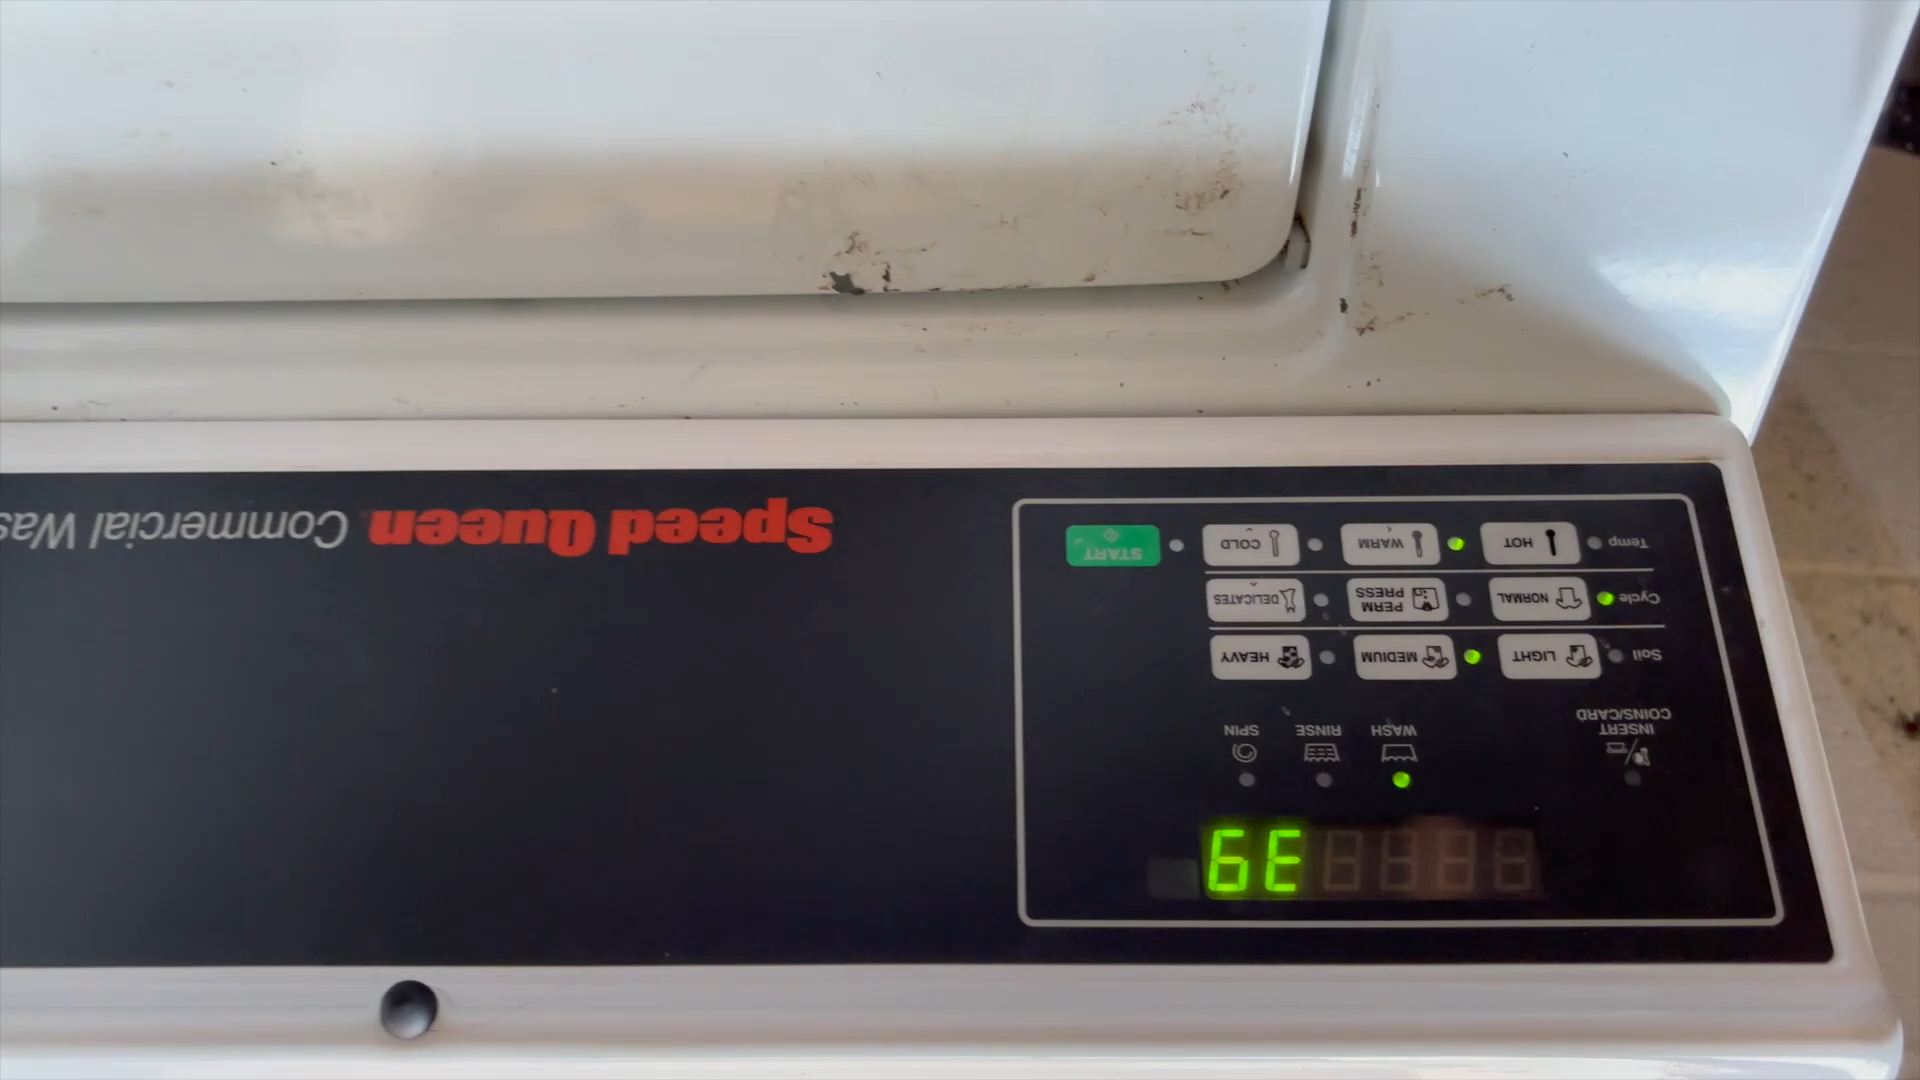 39
INSERT
COINS/CARD
WASH RINSE SPIN
Soil LIGHT MEDIUM HEAVY
Cycle NORMAL PERM PRESS DELICATES
Temp HOT WARM COLD START
Speed Queen Commercial Was